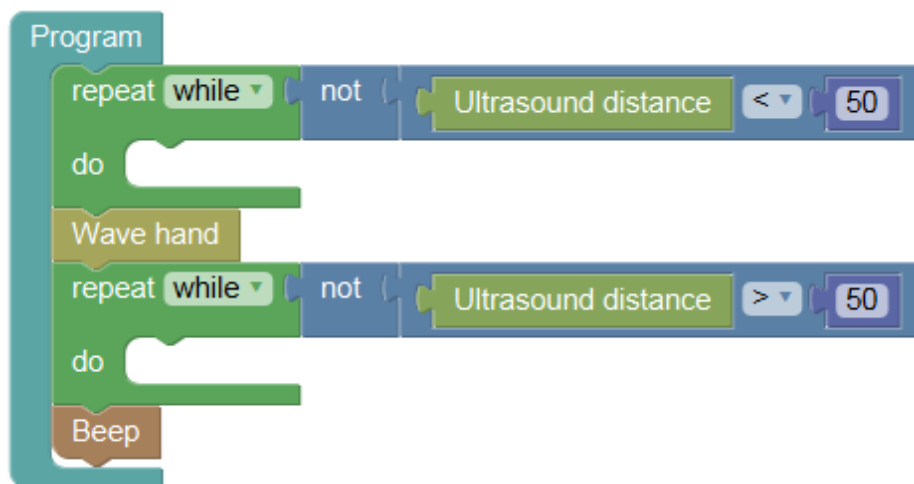 Program
repeat while ▾ not Ultrasound distance < ▾ 50
do
Wave hand
repeat while ▾ not Ultrasound distance > ▾ 50
do
Beep